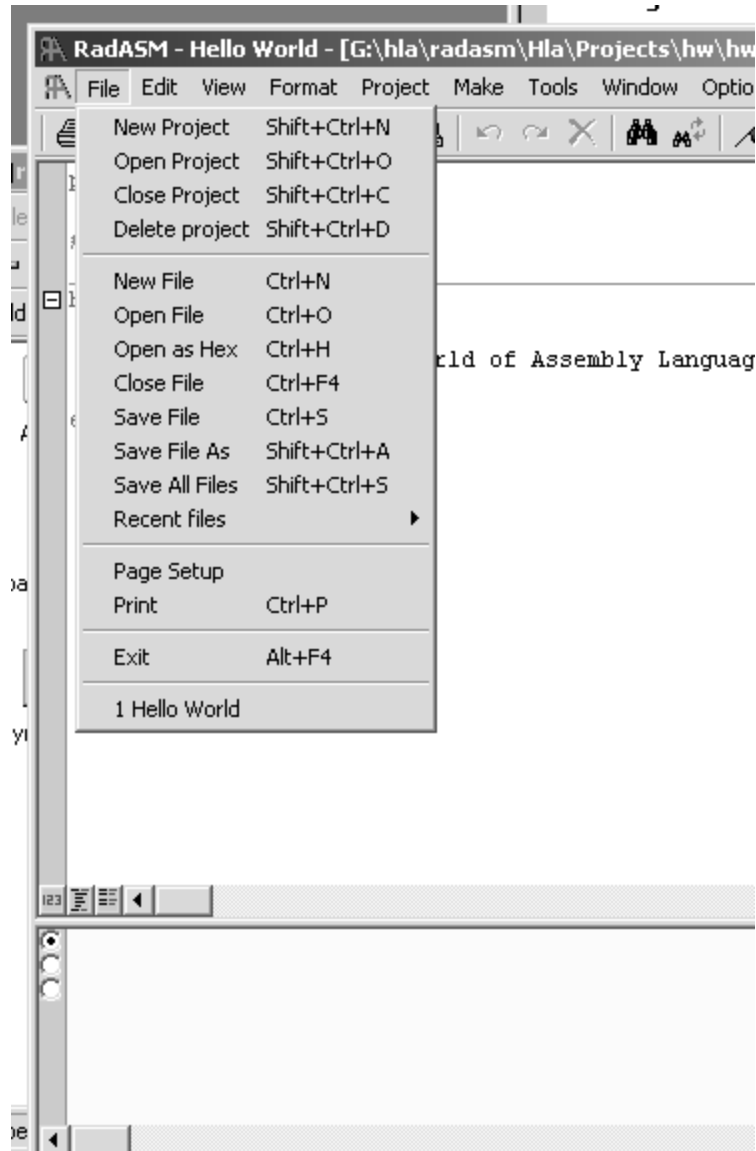 RadASM - Hello World - [G:\hla\radasm\Hla\Projects\hw\hw
File Edit View Format Project Make Tools Window Optio
New Project Shift+Ctrl+N
Open Project Shift+Ctrl+O
Close Project Shift+Ctrl+C
Delete project Shift+Ctrl+D
New File Ctrl+N
Open File Ctrl+O
Open as Hex Ctrl+H
rld of Assembly Languag
Close File Ctrl+F4
Save File Ctrl+S
Save File As Shift+Ctrl+A
Save All Files Shift+Ctrl+S
Recent files
Page Setup
Print Ctrl+P
Exit Alt+F4
1 Hello World
123